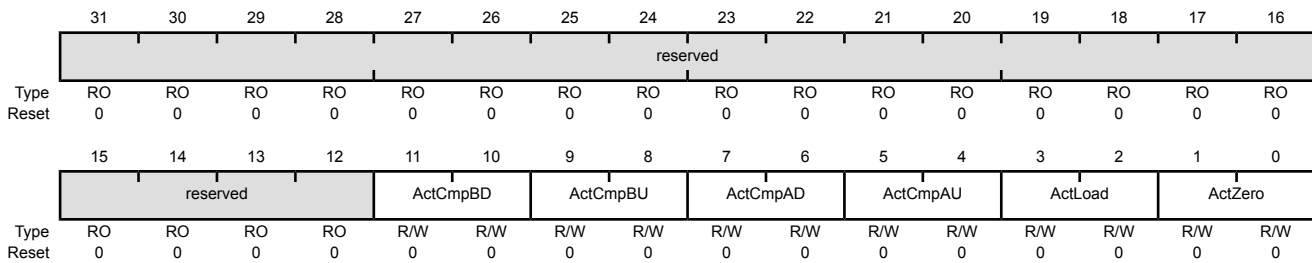 31 30 29 28 27 26 25 24 23 22 21 20 19 18 17 16
reserved
Type RO RO RO RO RO RO RO RO RO RO RO RO RO RO RO RO
Reset 0 0 0 0 0 0 0 0 0 0 0 0 0 0 0 0
15 14 13 12 11 10 9 8 7 6 5 4 3 2 1 0
reserved ActCmpBD ActCmpBU ActCmpAD ActCmpAU ActLoad ActZero
Type RO RO RO RO R/W R/W R/W R/W R/W R/W R/W R/W R/W R/W R/W R/W
Reset 0 0 0 0 0 0 0 0 0 0 0 0 0 0 0 0